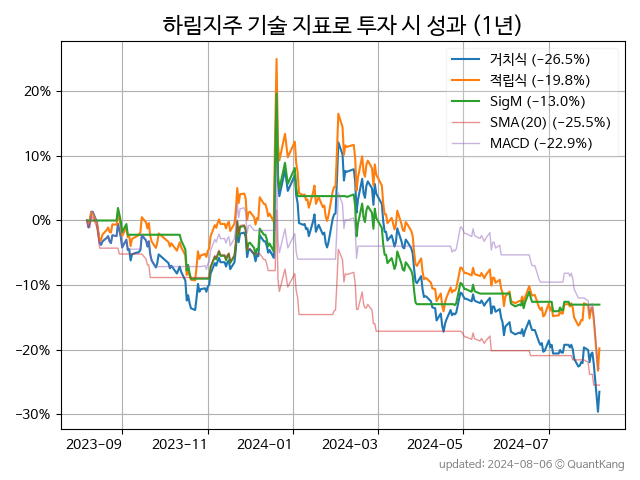 하림지주 기술 지표로 투자 시 성과 (1년)
거치식 (−26.5%)
적립식 (−19.8%)
SigM (−13.0%)
SMA(20) (−25.5%)
MACD (−22.9%)
20%
10%
0%
−10%
−20%
−30%
2023-09 2023-11 2024-01 2024-03 2024-05 2024-07
updated: 2024-08-06 © QuantKang